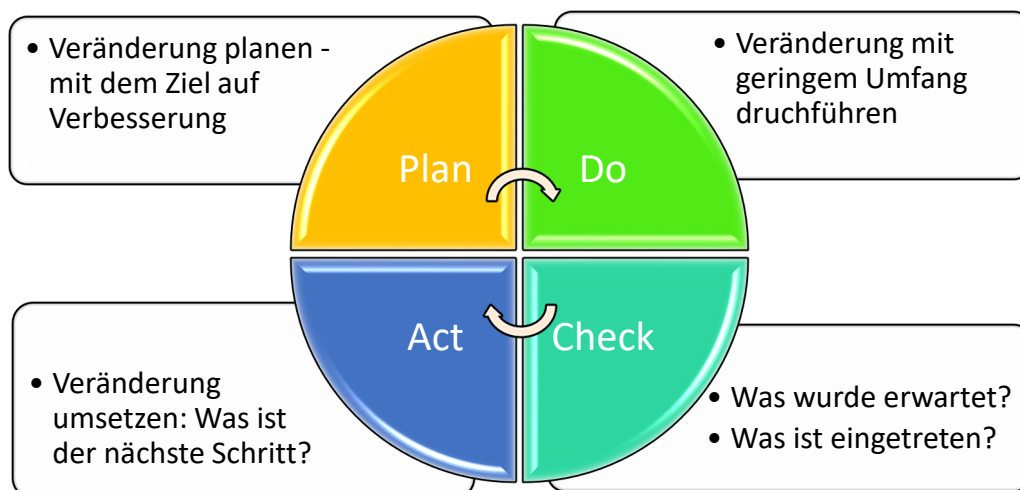 • Veränderung planen -
mit dem Ziel auf
Verbesserung
• Veränderung mit
geringem Umfang
druchführen
Plan
Do
Act
Check
• Veränderung
umsetzen: Was ist
der nächste Schritt?
• Was wurde erwartet?
• Was ist eingetreten?